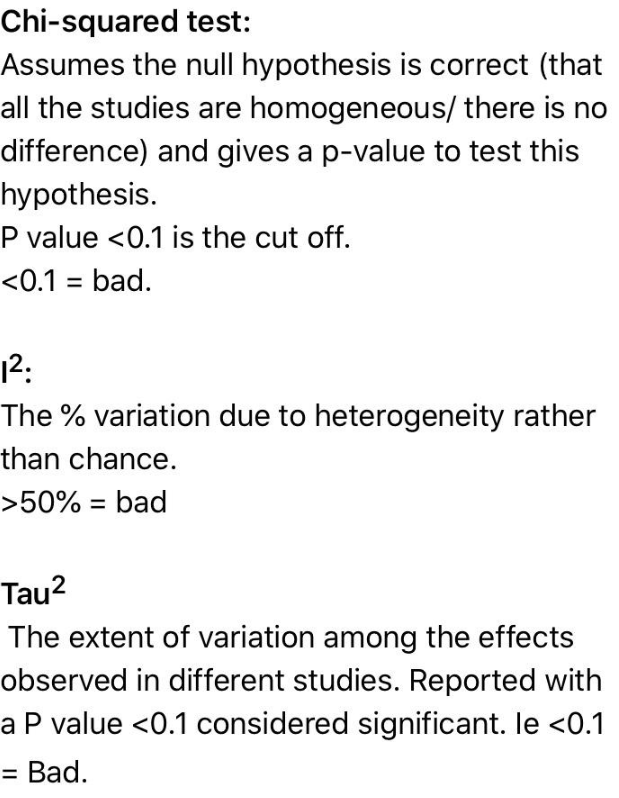 Chi-squared test:
Assumes the null hypothesis is correct (that
all the studies are homogeneous/ there is no
difference) and gives a p-value to test this
hypothesis.
P value <0.1 is the cut off.
<0.1 = bad.
I²:
The % variation due to heterogeneity rather
than chance.
>50% = bad
Tau²
The extent of variation among the effects
observed in different studies. Reported with
a P value <0.1 considered significant. Ie <0.1
= Bad.